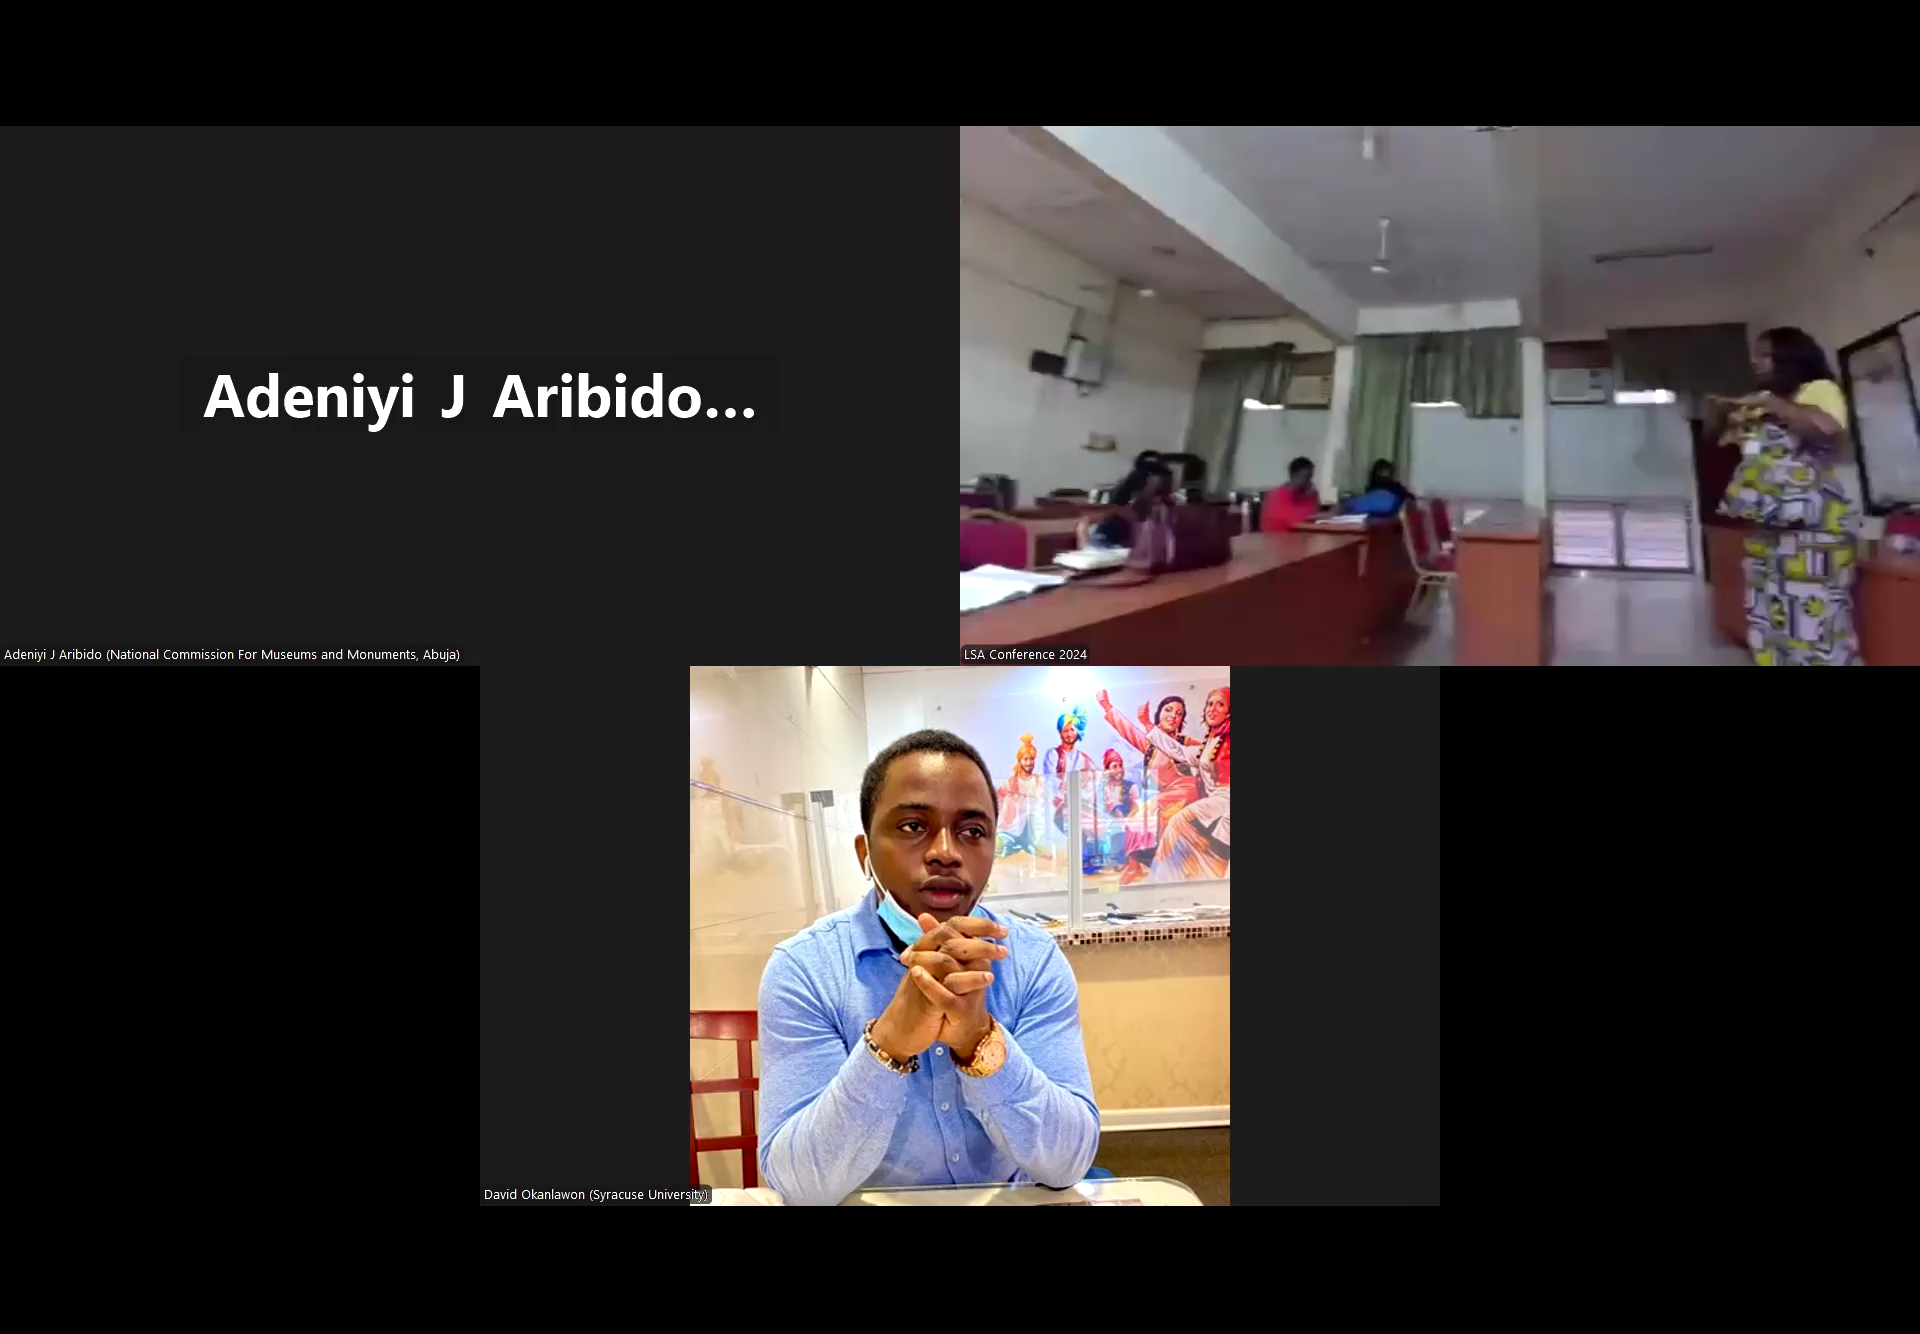 Adeniyi J Aribido...
Adeniyi J Aribido (National Commission For Museums and Monuments, Abuja)
LSA Conference 2024
David Okanlawon (Syracuse University)